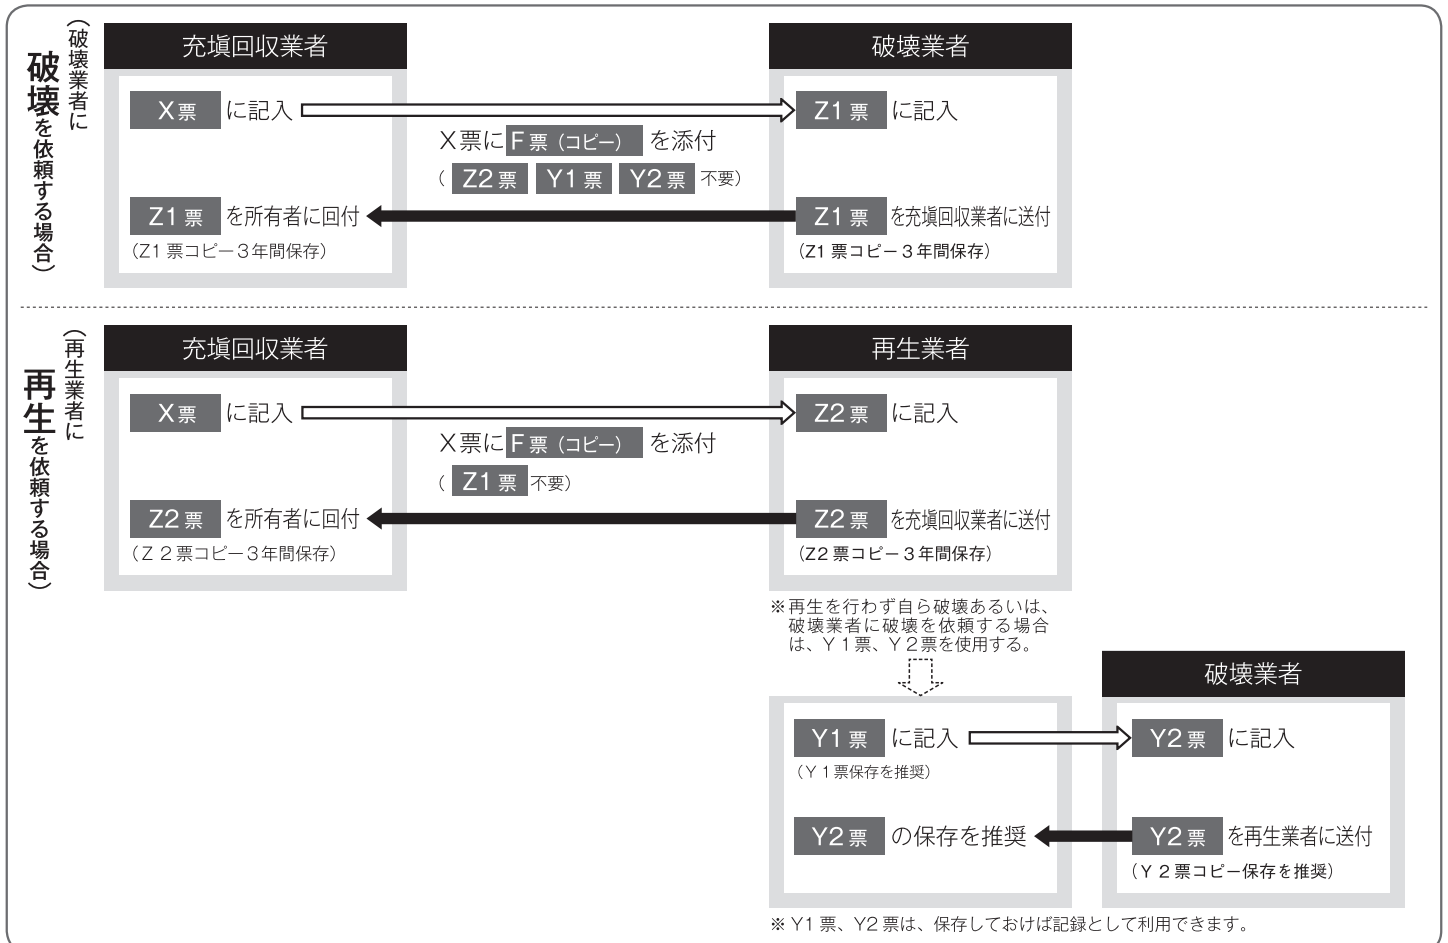 （破壊業者に
破壊を依頼する場合）
充塡回収業者
破壊業者
X票 に記入
Z1票 に記入
X票に F票（コピー） を添付
（ Z2票 Y1票 Y2票 不要）
Z1票 を所有者に回付
Z1票 を充塡回収業者に送付
（Z1 票コピー３年間保存）
（Z1 票コピー３年間保存）
（再生業者に
再生を依頼する場合）
充塡回収業者
再生業者
X票 に記入
Z2票 に記入
X票に F票（コピー） を添付
（ Z1票 不要）
Z2票 を所有者に回付
Z2票 を充塡回収業者に送付
（Ｚ２票コピー３年間保存）
（Z2 票コピー３年間保存）
※再生を行わず自ら破壊あるいは、
破壊業者に破壊を依頼する場合
は、Ｙ１票、Ｙ２票を使用する。
破壊業者
Y1票 に記入
Y2票 に記入
（Ｙ１票保存を推奨）
Y2票 の保存を推奨
Y2票 を再生業者に送付
（Ｙ２票コピー保存を推奨）
※Ｙ1 票、Ｙ2 票は、保存しておけば記録として利用できます。